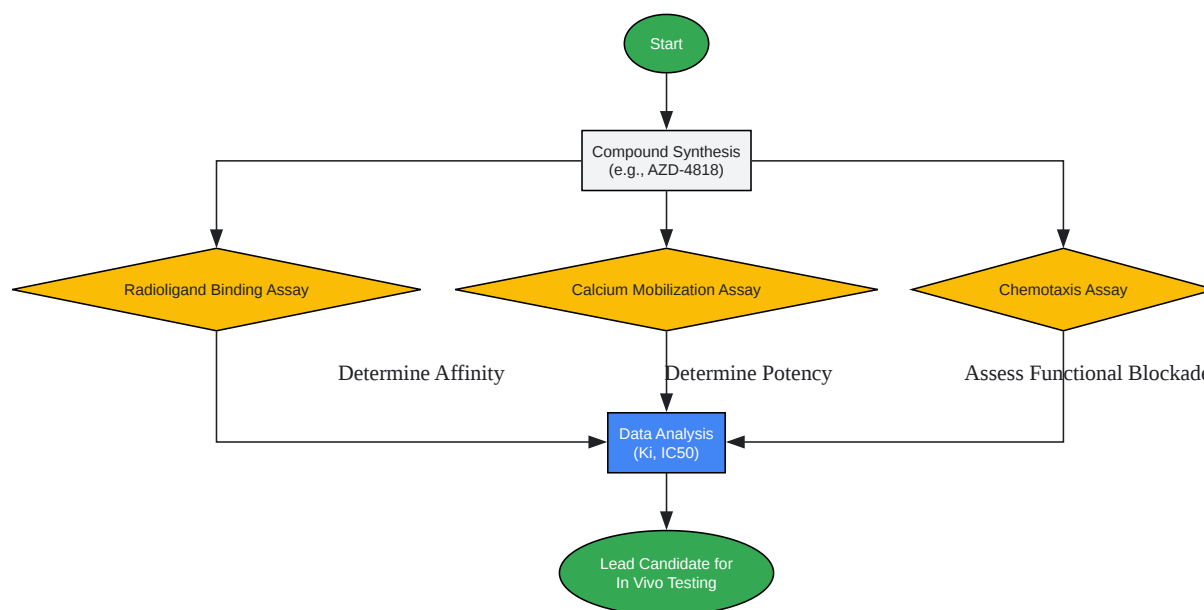 Start
Compound Synthesis
(e.g., AZD-4818)
Radioligand Binding Assay
Calcium Mobilization Assay
Chemotaxis Assay
Determine Affinity
Determine Potency
Assess Functional Blockade
Data Analysis
(Ki, IC50)
Lead Candidate for
In Vivo Testing